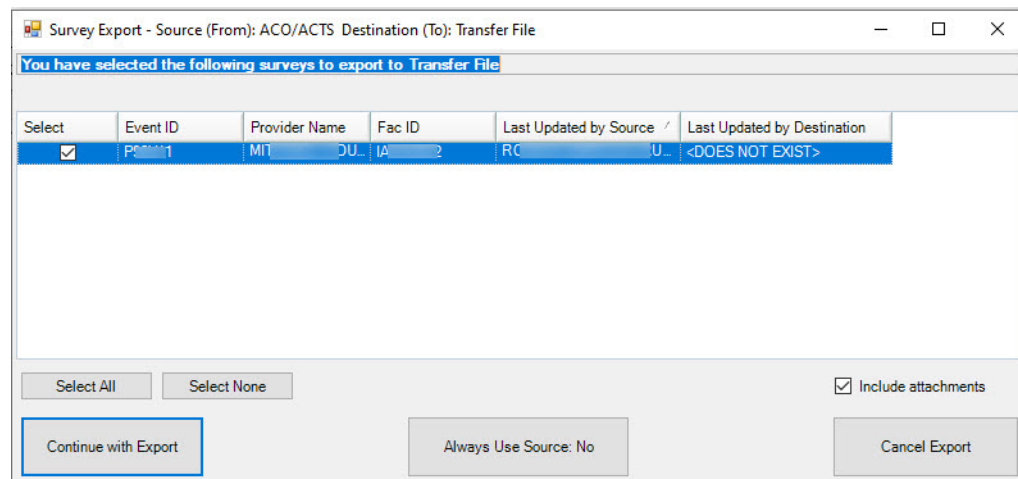 Survey Export - Source (From): ACO/ACTS Destination (To): Transfer File
You have selected the following surveys to export to Transfer File
Select Event ID Provider Name Fac ID Last Updated by Source Last Updated by Destination
<DOES NOT EXIST>
Select All Select None Include attachments
Continue with Export Always Use Source: No Cancel Export